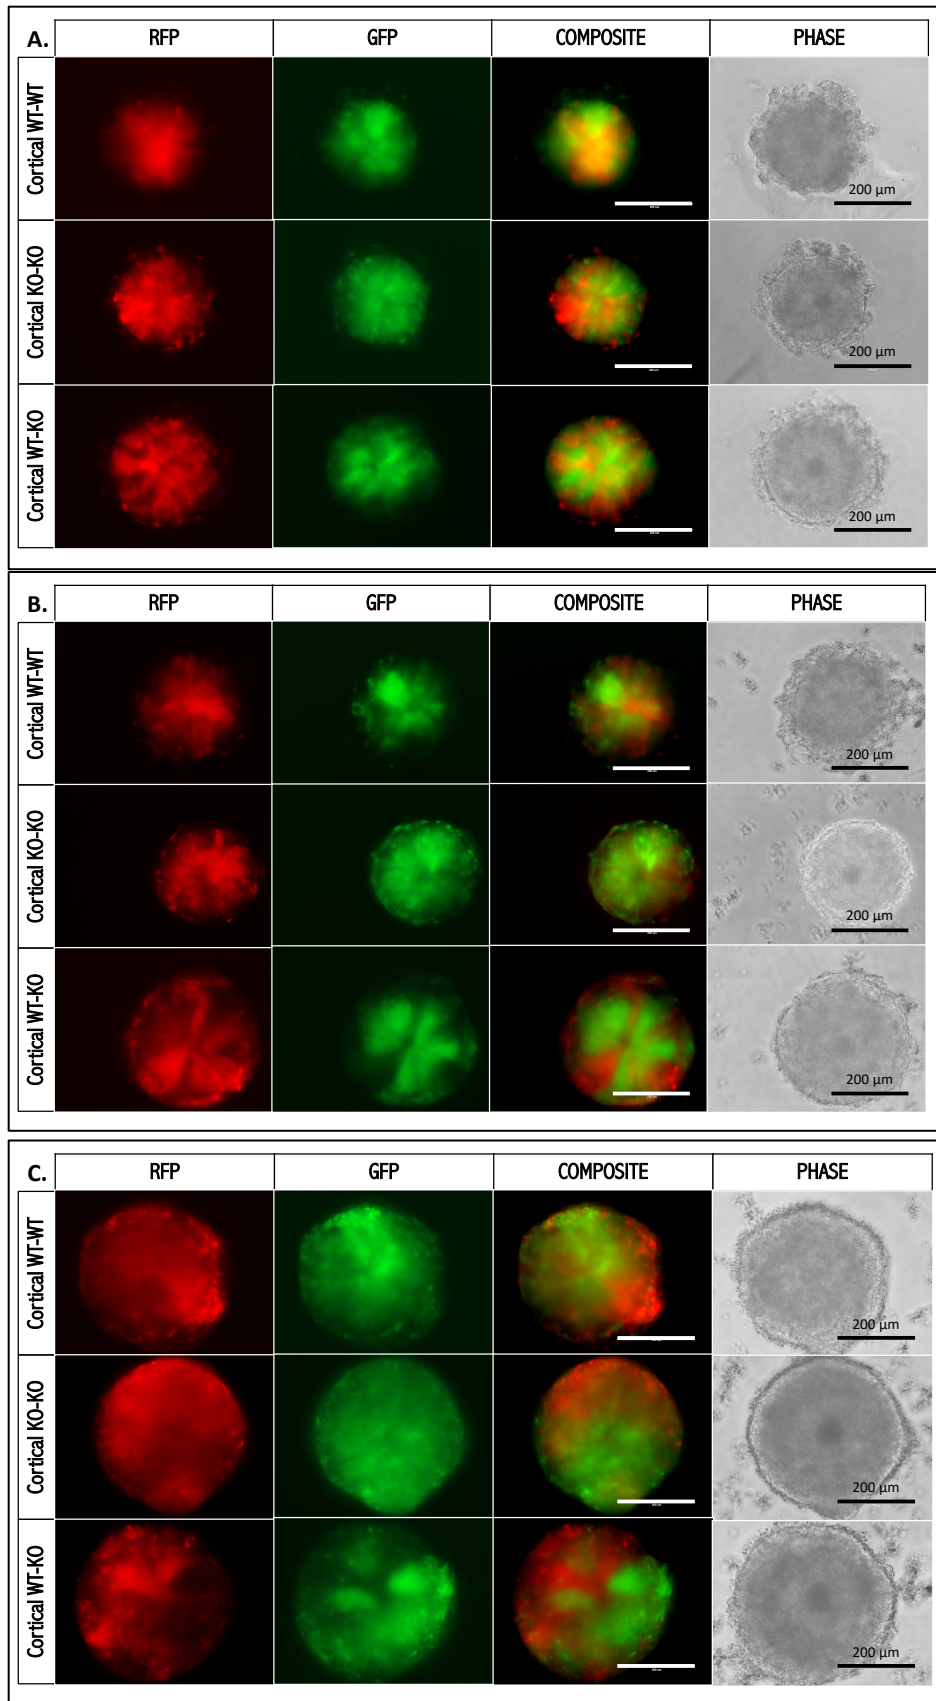 A. RFP GFP COMPOSITE PHASE
Cortical WT-WT
200 µm
Cortical KO-KO
200 µm
Cortical WT-KO
200 µm
B. RFP GFP COMPOSITE PHASE
Cortical WT-WT
200 µm
Cortical KO-KO
200 µm
Cortical WT-KO
200 µm
C. RFP GFP COMPOSITE PHASE
Cortical WT-WT
200 µm
Cortical KO-KO
200 µm
Cortical WT-KO
200 µm